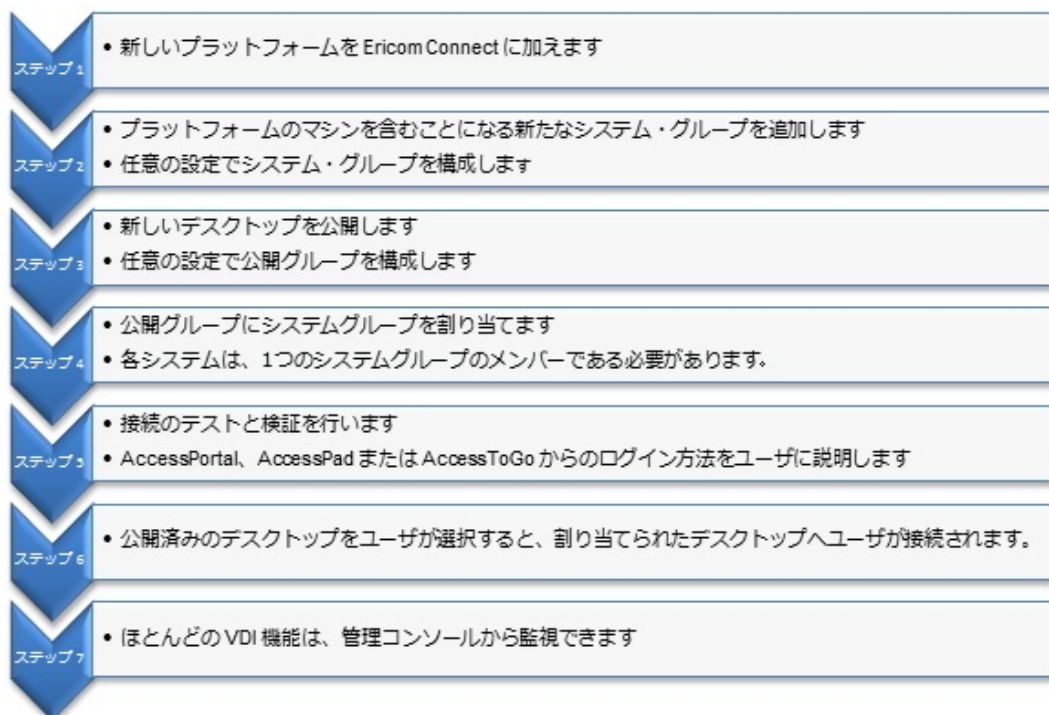 ステップ 1
• 新しいプラットフォームを Ericom Connect に加えます
ステップ 2
• プラットフォームのマシンを含むことになる新たなシステム・グループを追加します
• 任意の設定でシステム・グループを構成します
ステップ 3
• 新しいデスクトップを公開します
• 任意の設定で公開グループを構成します
ステップ 4
• 公開グループにシステムグループを割り当てます
• 各システムは、1つのシステムグループのメンバーである必要があります。
ステップ 5
• 接続のテストと検証を行います
• AccessPortal、AccessPad または AccessToGo からのログイン方法をユーザに説明します
ステップ 6
• 公開済みのデスクトップをユーザが選択すると、割り当てられたデスクトップへユーザが接続されます。
ステップ 7
• ほとんどの VDI 機能は、管理コンソールから監視できます